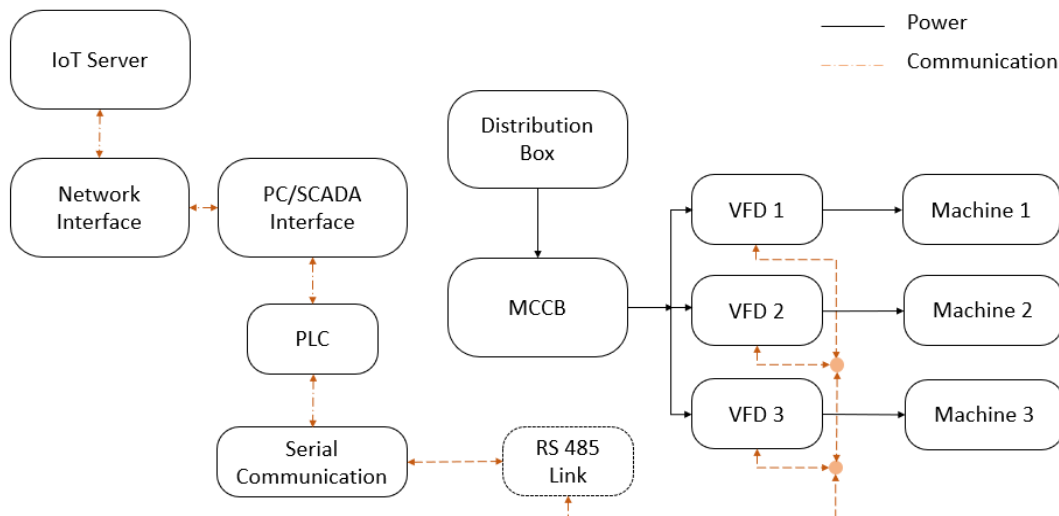 IoT Server
Network
Interface
PC/SCADA
Interface
PLC
Serial
Communication
RS 485
Link
Distribution
Box
MCCB
VFD 1
VFD 2
VFD 3
Machine 1
Machine 2
Machine 3
Power
Communication